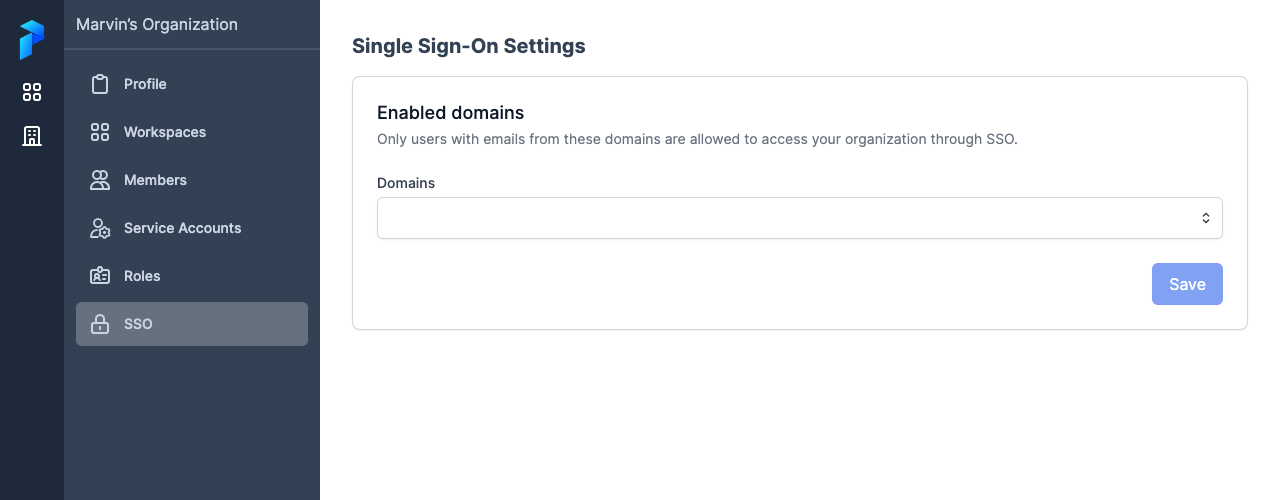 Marvin’s Organization
Profile
Workspaces
Members
Service Accounts
Roles
SSO
Single Sign-On Settings
Enabled domains
Only users with emails from these domains are allowed to access your organization through SSO.
Domains
Save